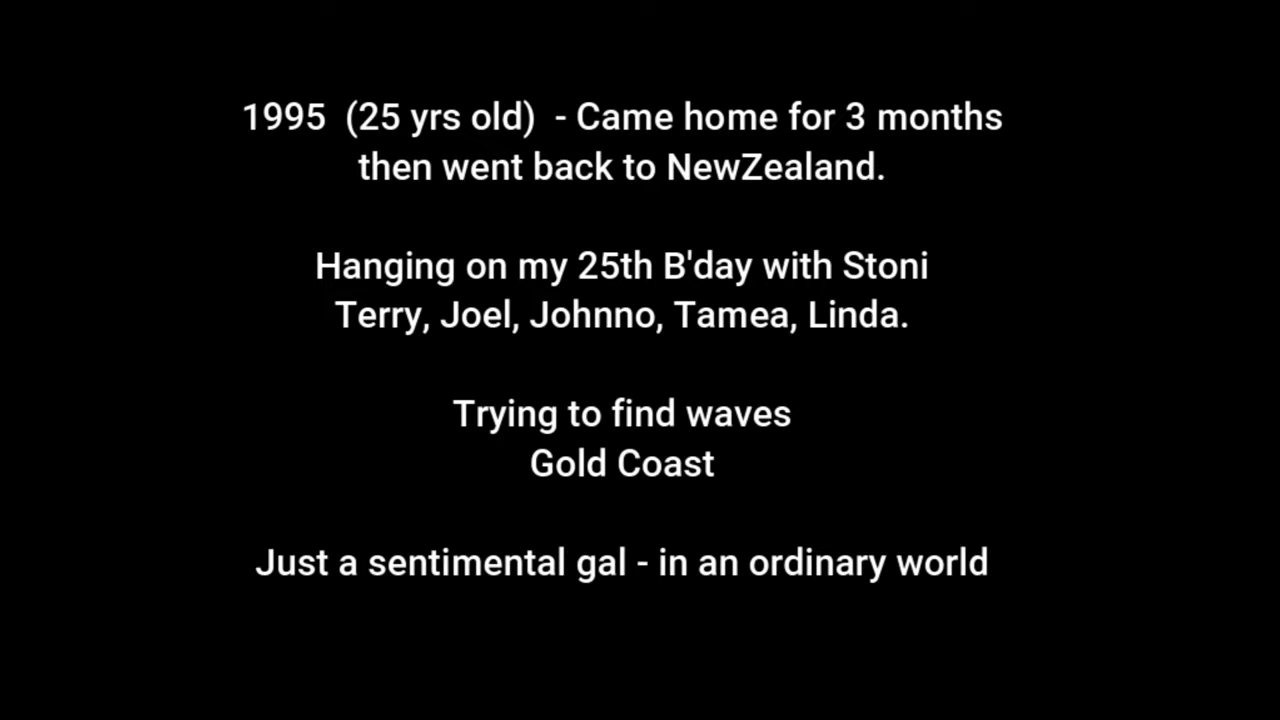 1995  (25 yrs old)  - Came home for 3 months
then went back to NewZealand.
Hanging on my 25th B'day with Stoni
Terry, Joel, Johnno, Tamea, Linda.
Trying to find waves
Gold Coast
Just a sentimental gal - in an ordinary world